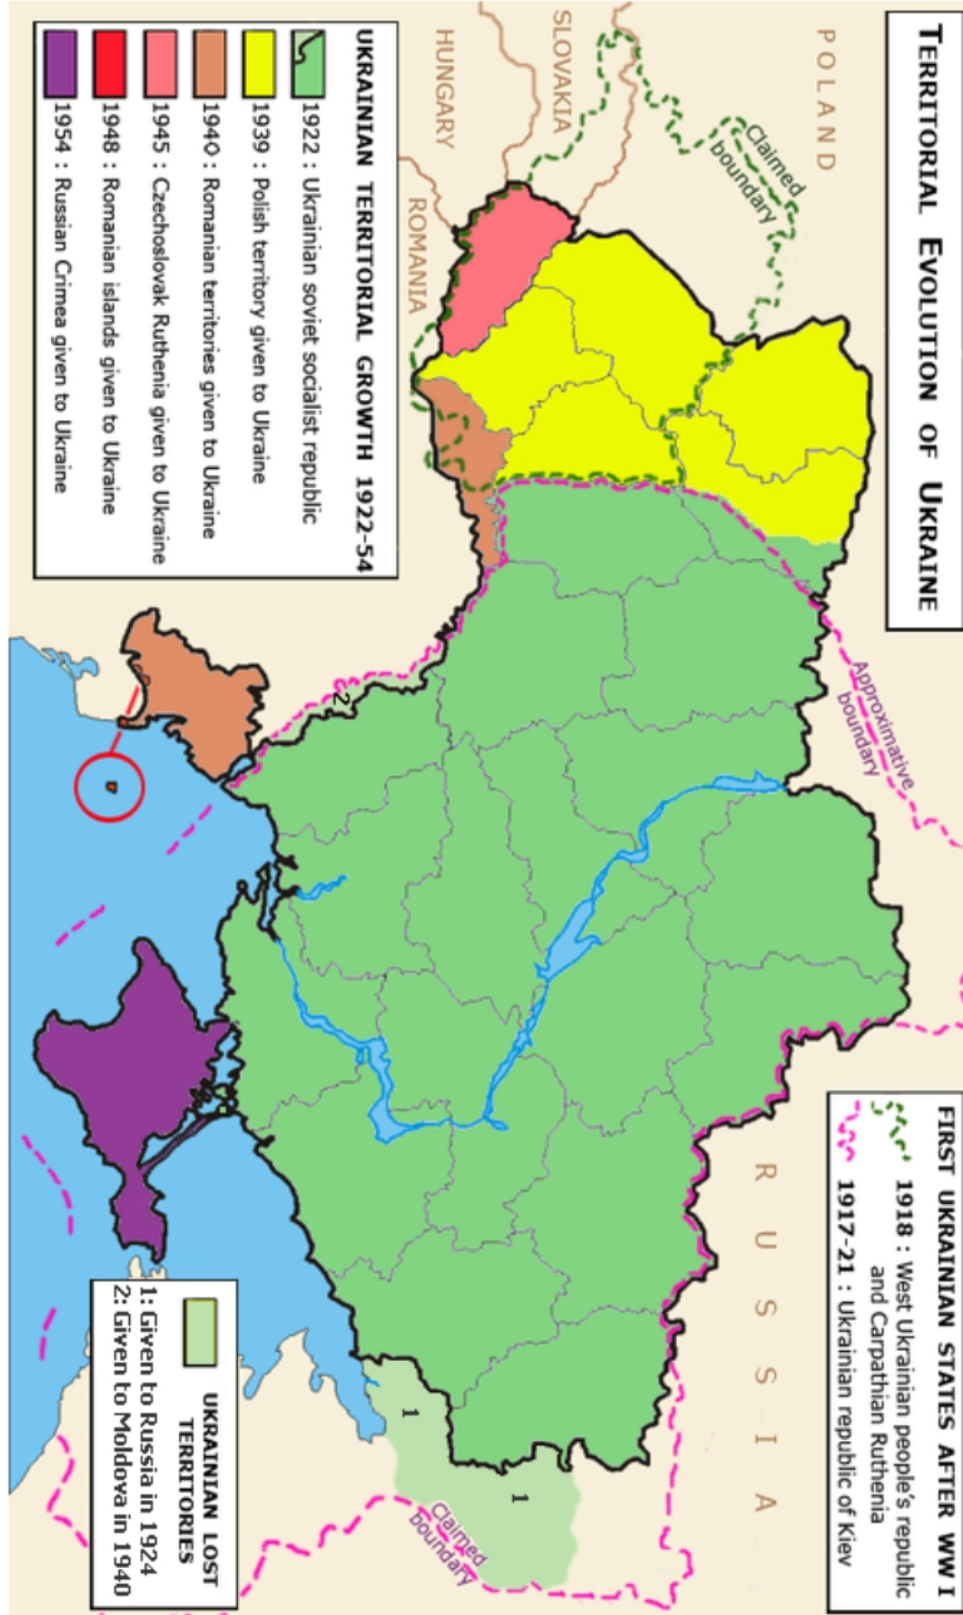 TERRITORIAL EVOLUTION OF UKRAINE
POLAND
SLOVAKIA
HUNGARY
ROMANIA
Claimed
boundary
UKRAINIAN TERRITORIAL GROWTH 1922-54
1922 : Ukrainian soviet socialist republic
1939 : Polish territory given to Ukraine
1940 : Romanian territories given to Ukraine
1945 : Czechoslovak Ruthenia given to Ukraine
1948 : Romanian islands given to Ukraine
1954 : Russian Crimea given to Ukraine
Approximative
boundary
2
RUSSIA
FIRST UKRAINIAN STATES AFTER WW I
1918 : West Ukrainian people's republic
and Carpathian Ruthenia
1917-21 : Ukrainian republic of Kiev
1
1
Claimed
boundary
UKRAINIAN LOST
TERRITORIES
1: Given to Russia in 1924
2: Given to Moldova in 1940